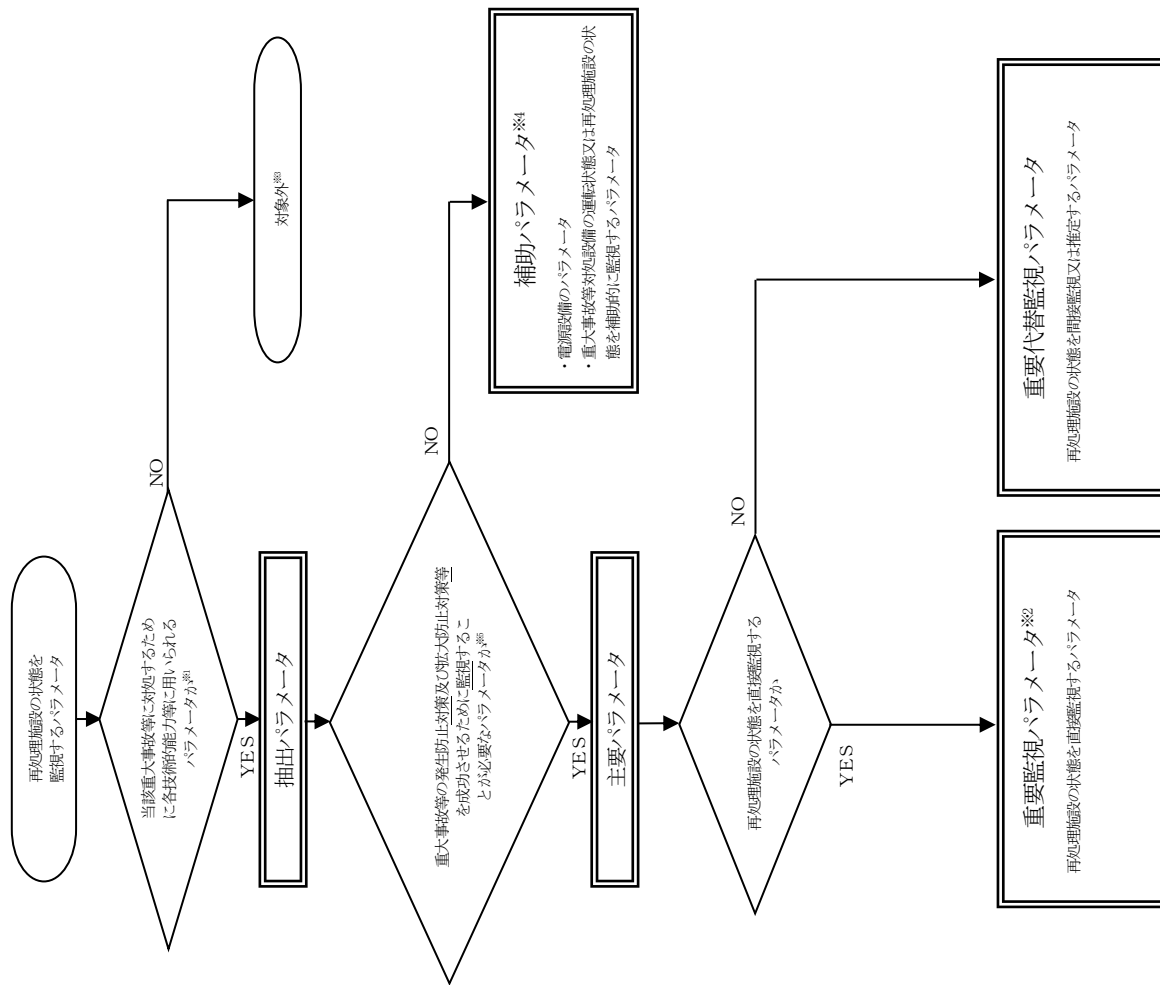 再処理施設の状態を
監視するパラメータ
当該重大事故等に対処するため
に各技術的能力等に用いられる
パラメータか※1
NO
対象外※3
YES
抽出パラメータ
重大事故等の発生防止対策及び拡大防止対策等
を成功させるために監視するこ
とが必要なパラメータか※5
NO
補助パラメータ※4
・電源設備のパラメータ
・重大事故等対処設備の運転状態又は再処理施設の状
態を補助的に監視するパラメータ
YES
主要パラメータ
再処理施設の状態を直接監視する
パラメータか
NO
YES
重要監視パラメータ※2
再処理施設の状態を直接監視するパラメータ
重要代替監視パラメータ
再処理施設の状態を間接監視又は推定するパラメータ